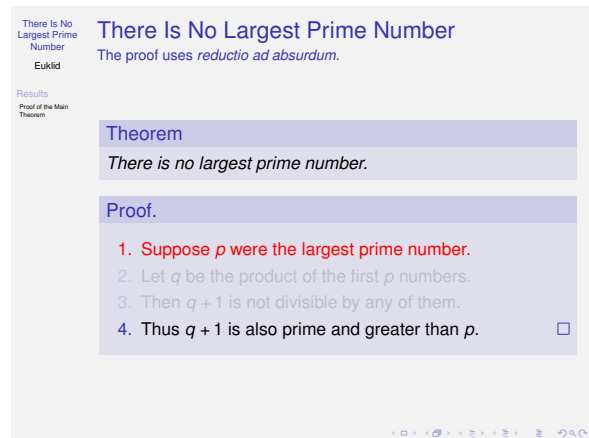 There Is No
Largest Prime
Number
Euklid
Results
Proof of the Main
Theorem
There Is No Largest Prime Number
The proof uses reductio ad absurdum.
Theorem
There is no largest prime number.
Proof.
1. Suppose p were the largest prime number.
2. Let q be the product of the first p numbers.
3. Then q + 1 is not divisible by any of them.
4. Thus q + 1 is also prime and greater than p.